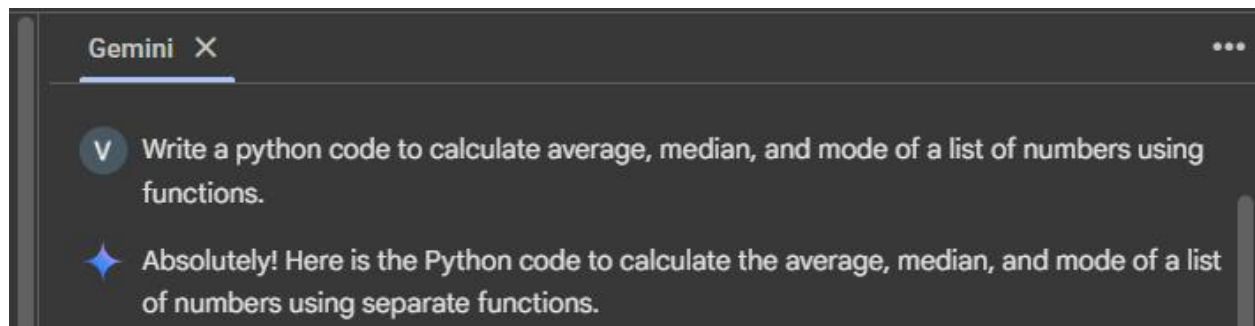 Gemini
V Write a python code to calculate average, median, and mode of a list of numbers using
functions.
Absolutely! Here is the Python code to calculate the average, median, and mode of a list
of numbers using separate functions.